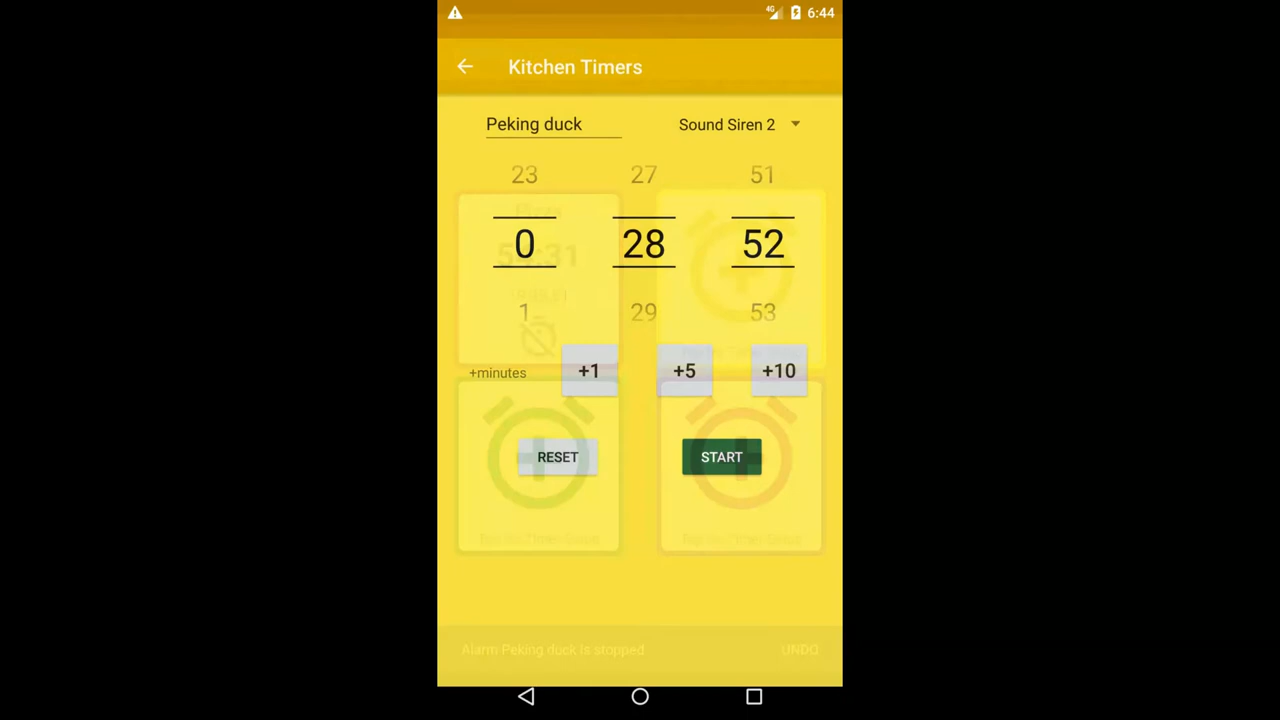 4G 6:44
Kitchen Timers
Peking duck Sound Siren 2
23 27 51
0 28 52
1 29 53
+minutes +1 +5 +10
RESET START
Alarm Peking duck is stopped UNDO